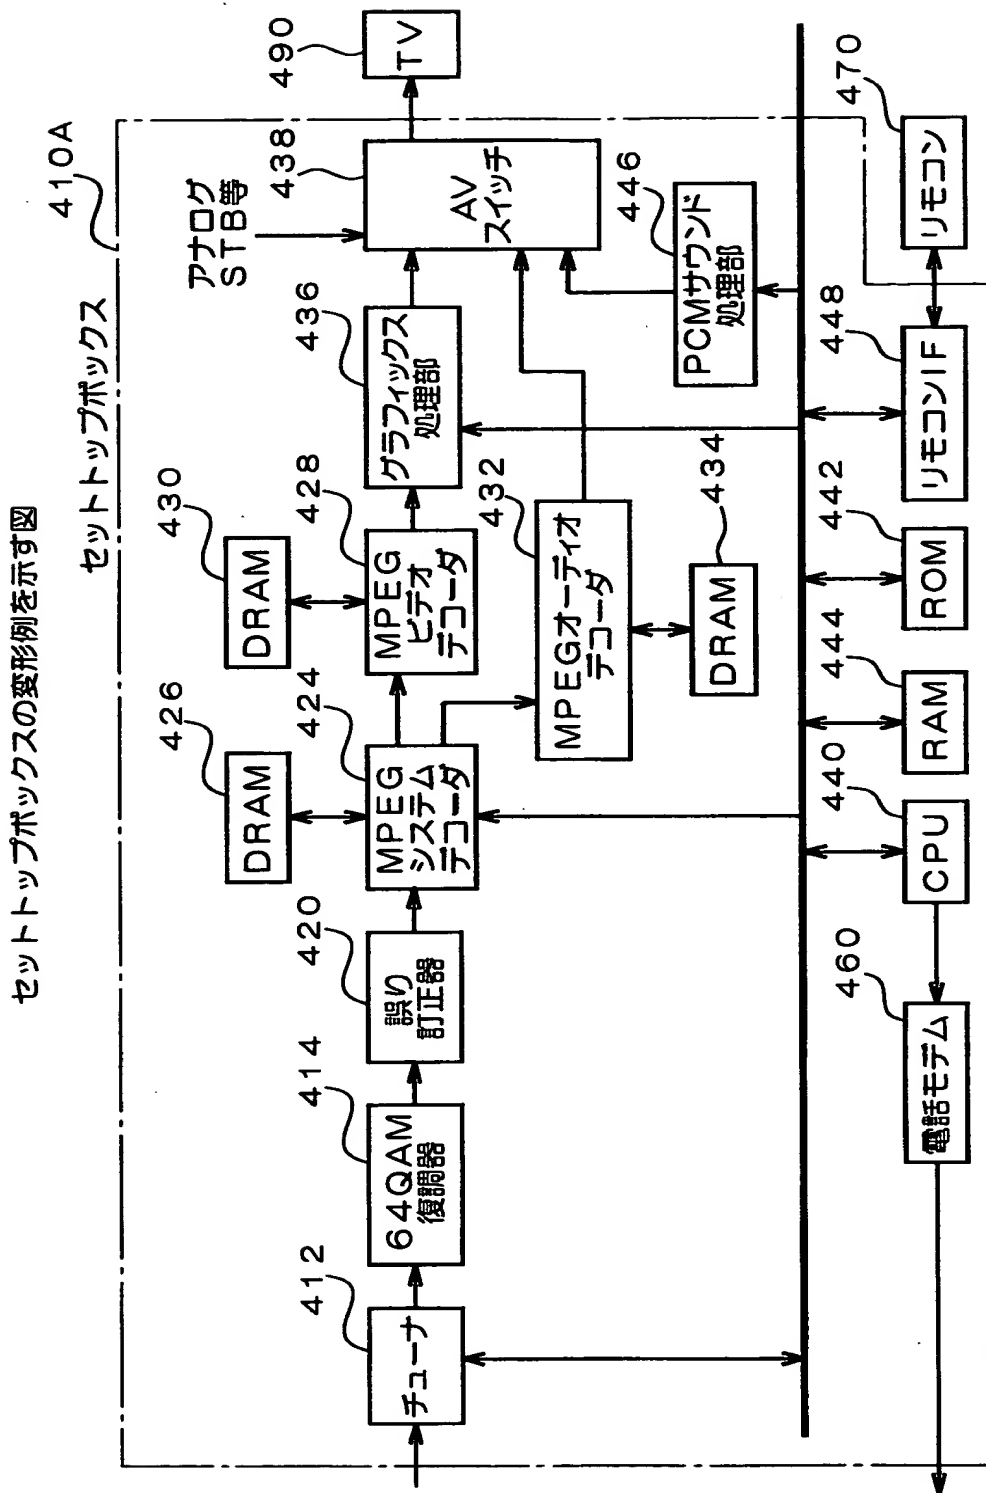 セットトップボックスの変形例を示す図
セットトップボックス
410A
アナログ
STB等
490
TV
438
AV
スイッチ
436
グラフィックス
処理部
446
PCMサウンド
処理部
430
DRAM
428
MPEG
ビデオ
デコーダ
432
MPEGオーディオ
デコーダ
434
DRAM
426
DRAM
424
MPEG
システム
デコーダ
420
誤り
訂正器
414
64QAM
復調器
412
チューナ
470
リモコン
448
リモコンIF
442
ROM
444
RAM
440
CPU
460
電話モデム